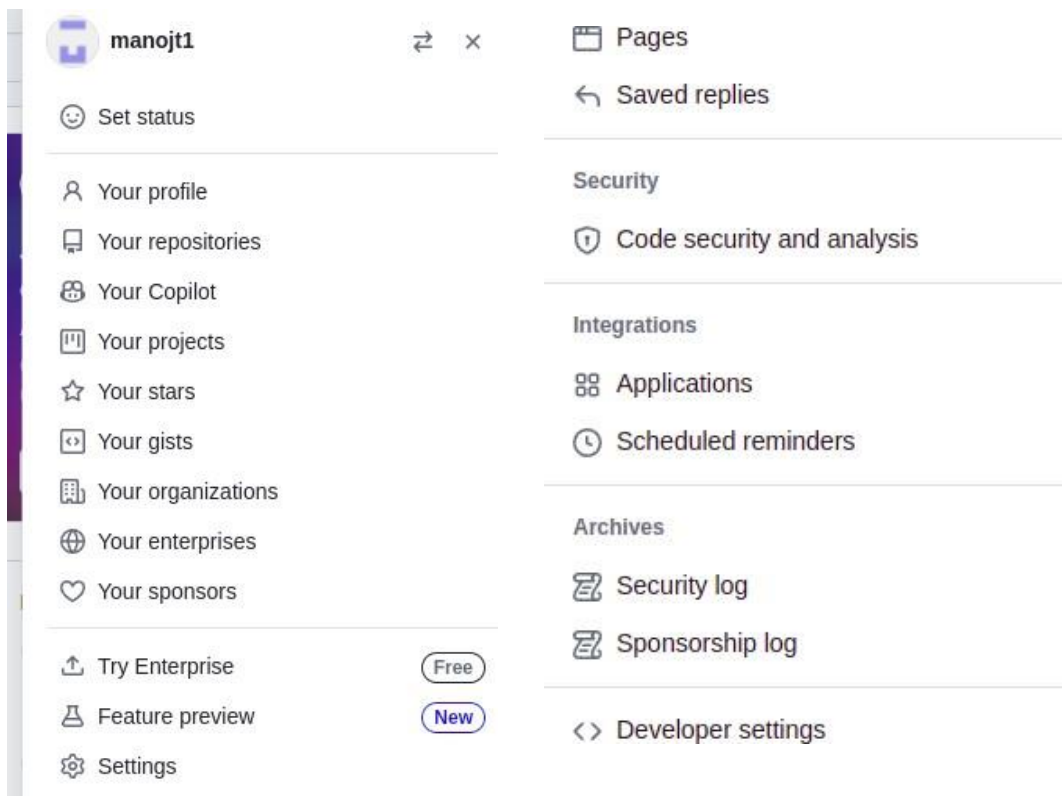 manojt1
Set status
Your profile
Your repositories
Your Copilot
Your projects
Your stars
Your gists
Your organizations
Your enterprises
Your sponsors
Try Enterprise Free
Feature preview New
Settings
Pages
Saved replies
Security
Code security and analysis
Integrations
Applications
Scheduled reminders
Archives
Security log
Sponsorship log
Developer settings